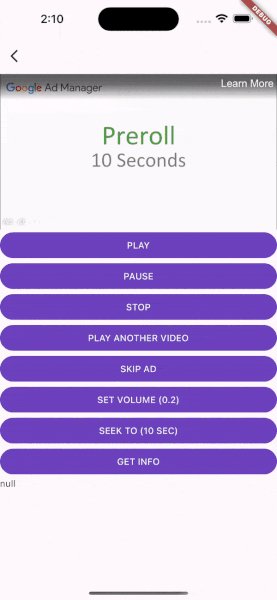 2:10
DEBUG
Google Ad Manager
Learn More
Preroll
10 Seconds
PLAY
PAUSE
STOP
PLAY ANOTHER VIDEO
SKIP AD
SET VOLUME (0.2)
SEEK TO (10 SEC)
GET INFO
null